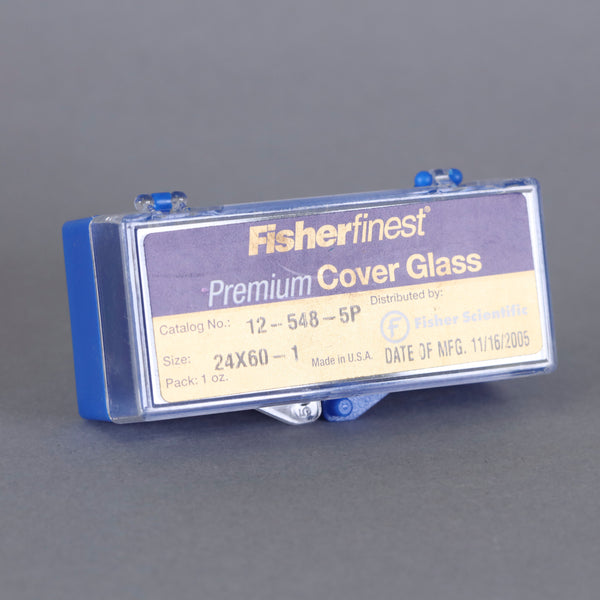 Fisherfinest®
Premium Cover Glass
Catalog No.: 12-548-5P
Distributed by:
Fisher Scientific
Size: 24X60-1
Made in U.S.A.
DATE OF MFG. 11/16/2005
Pack: 1 oz.